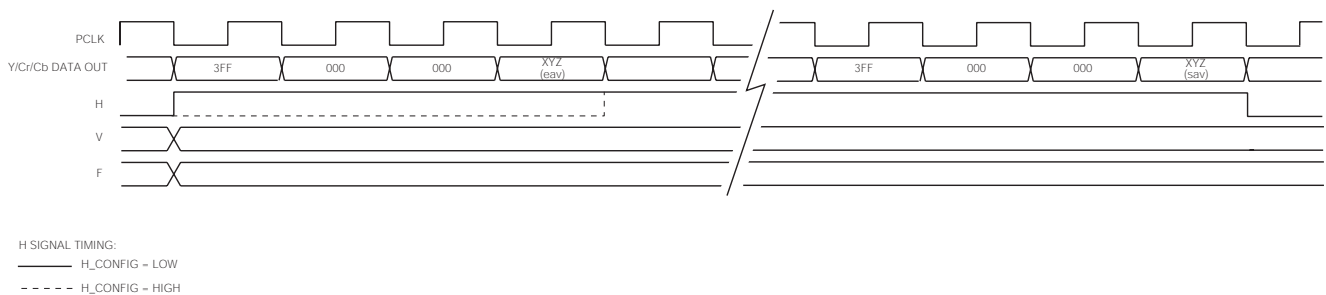 PCLK
Y/Cr/Cb DATA OUT 3FF 000 000 XYZ (eav) 3FF 000 000 XYZ (sav)
H
V
F
H SIGNAL TIMING:
H_CONFIG = LOW
H_CONFIG = HIGH